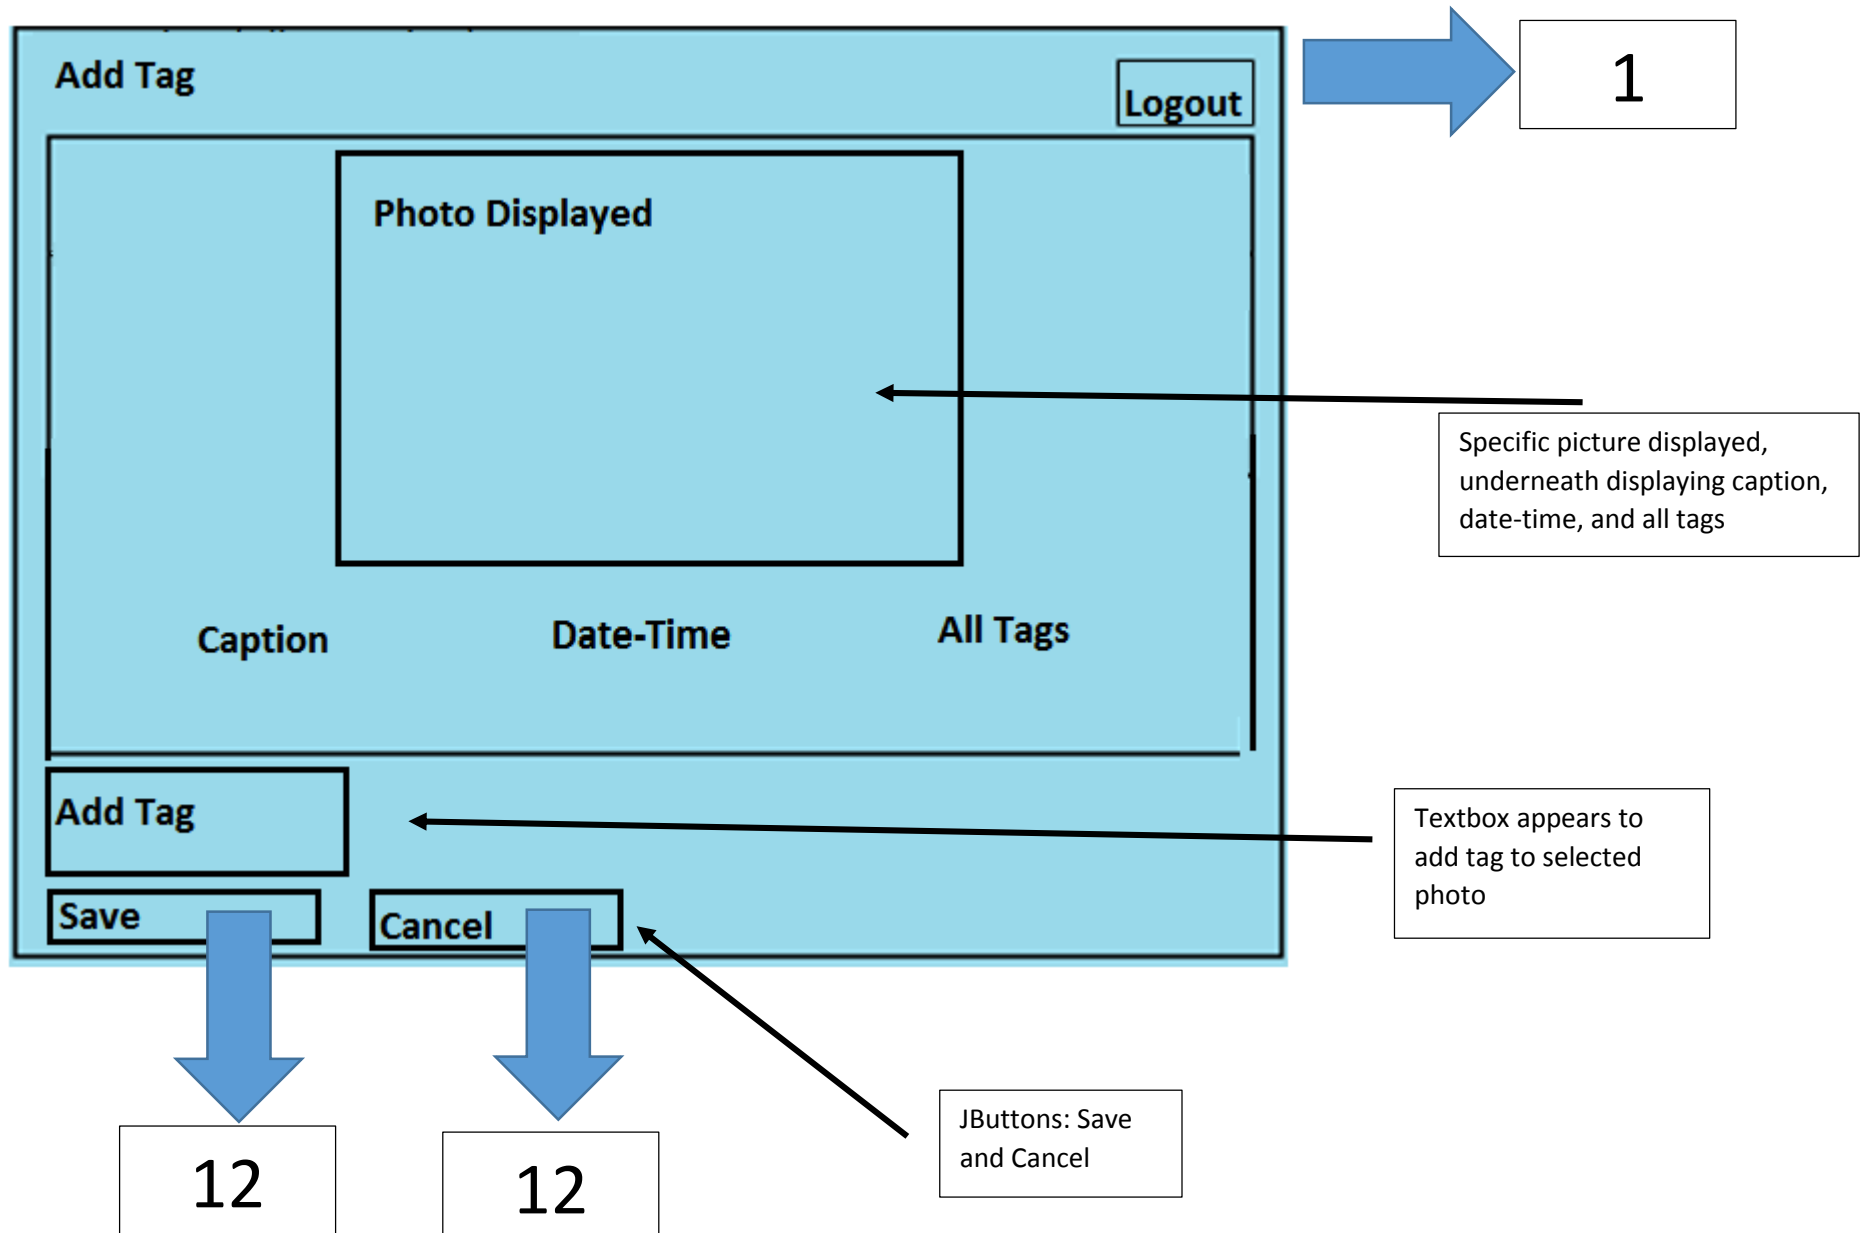 Add Tag
Logout
1
Photo Displayed
Specific picture displayed,
underneath displaying caption,
date-time, and all tags
Caption
Date-Time
All Tags
Add Tag
Textbox appears to
add tag to selected
photo
Save
Cancel
JButtons: Save
and Cancel
12
12